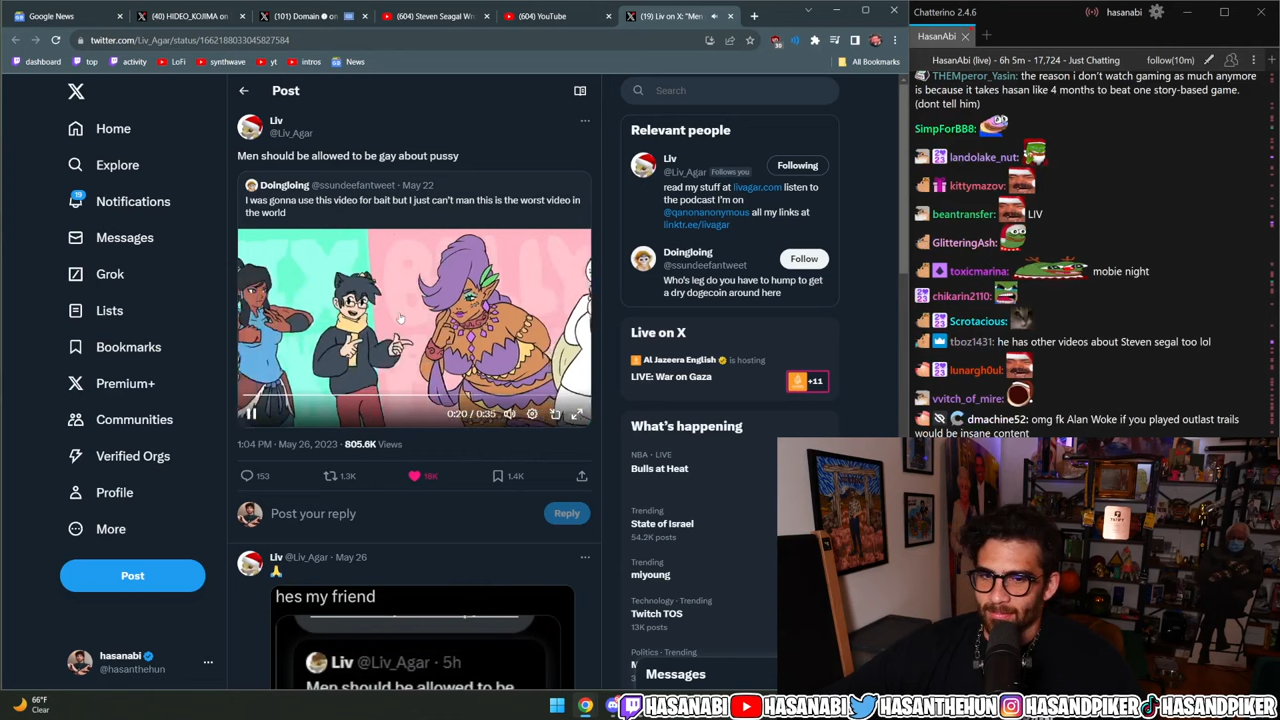 Google News
(40) HIDEO_KOJIMA on
(101) Domain
(604) Steven Seagal Wr
(604) YouTube
(19) Liv on X: "Men
twitter.com/Liv_Agar/status/1662188033045827584
30
dashboard
top
activity
LoFi
synthwave
yt
intros
News
All Bookmarks
Home
Explore
19
Notifications
Messages
Grok
Lists
Bookmarks
Premium+
Communities
Verified Orgs
Profile
More
Post
hasanabi
@hasanthehun
Post
Liv
@Liv_Agar
Men should be allowed to be gay about pussy
Doingloing @ssundeefantweet · May 22
I was gonna use this video for bait but I just can't man this is the worst video in
the world
0:20 / 0:35
1:04 PM · May 26, 2023 · 805.6K Views
153
1.3K
18K
1.4K
Post your reply
Reply
Liv @Liv_Agar · May 26
🙏
hes my friend
Liv @Liv_Agar · 5h
Men should be allowed to be
Search
Relevant people
Liv
@Liv_Agar Follows you
Following
read my stuff at livagar.com listen to
the podcast I'm on
@qanonanonymous all my links at
linktr.ee/livagar
Doingloing
@ssundeefantweet
Follow
Who's leg do you have to hump to get
a dry dogecoin around here
Live on X
Al Jazeera English is hosting
LIVE: War on Gaza
+11
What's happening
NBA · LIVE
Bulls at Heat
Trending
State of Israel
54.2K posts
Trending
miyoung
Technology · Trending
Twitch TOS
13K posts
Politics · Trending
Messages
Chatterino 2.4.6
hasanabi
HasanAbi
HasanAbi (live) - 6h 5m - 17,724 - Just Chatting
follow(10m)
THEMperor_Yasin: the reason i don't watch gaming as much anymore
is because it takes hasan like 4 months to beat one story-based game.
(dont tell him)
SimpForBB8:
landolake_nut:
kittymazov:
beantransfer: LIV
GlitteringAsh:
toxicmarina: mobie night
chikarin2110:
Scrotacious:
tboz1431: he has other videos about Steven segal too lol
lunargh0ul:
vvitch_of_mire:
dmachine52: omg fk Alan Woke if you played outlast trails
would be insane content
66°F
Clear
HASANABI
HASANABI
HASANTHEHUN
HASANDPIKER
HASANDPIKER